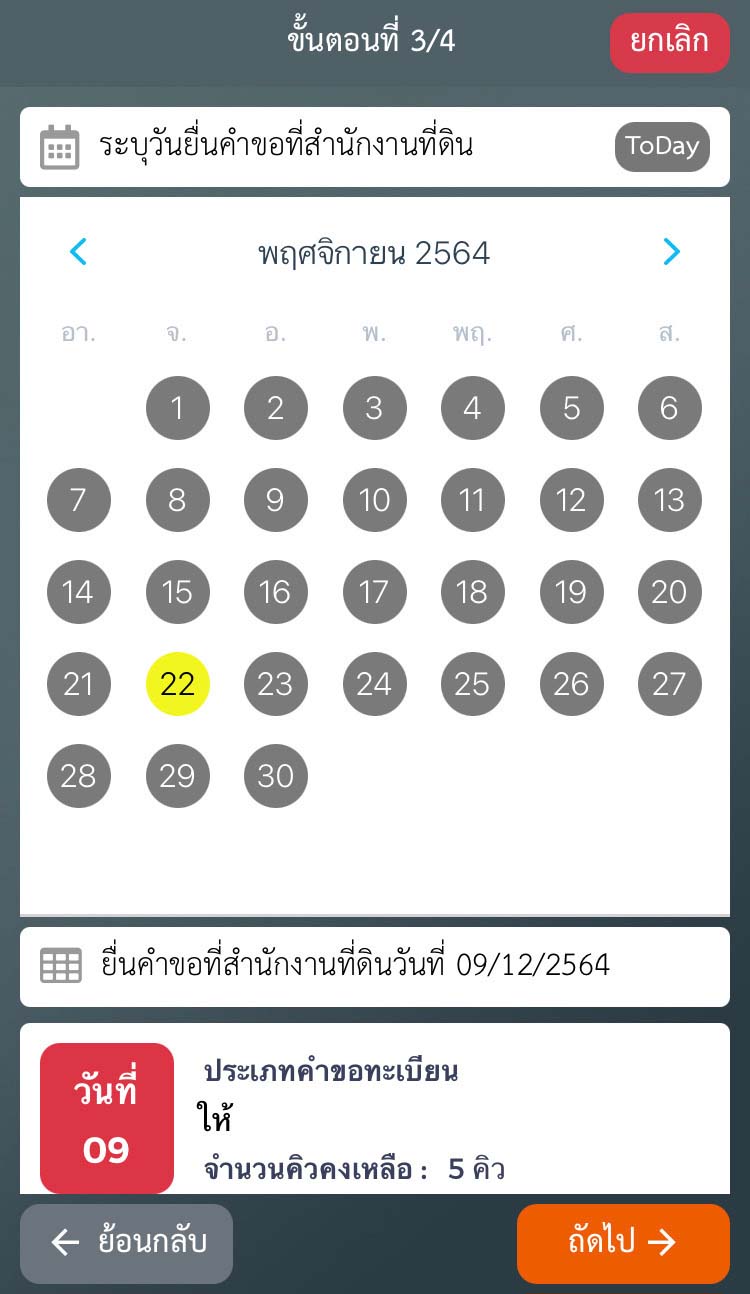 ขั้นตอนที่ 3/4 ยกเลิก
ระบุวันยื่นคำขอที่สำนักงานที่ดิน ToDay
พฤศจิกายน 2564
อา. จ. อ. พ. พฤ. ศ. ส.
1 2 3 4 5 6
7 8 9 10 11 12 13
14 15 16 17 18 19 20
21 22 23 24 25 26 27
28 29 30
ยื่นคำขอที่สำนักงานที่ดินวันที่ 09/12/2564
วันที่
09
ประเภทคำขอทะเบียน
ให้
จำนวนคิวคงเหลือ : 5 คิว
← ย้อนกลับ ถัดไป →